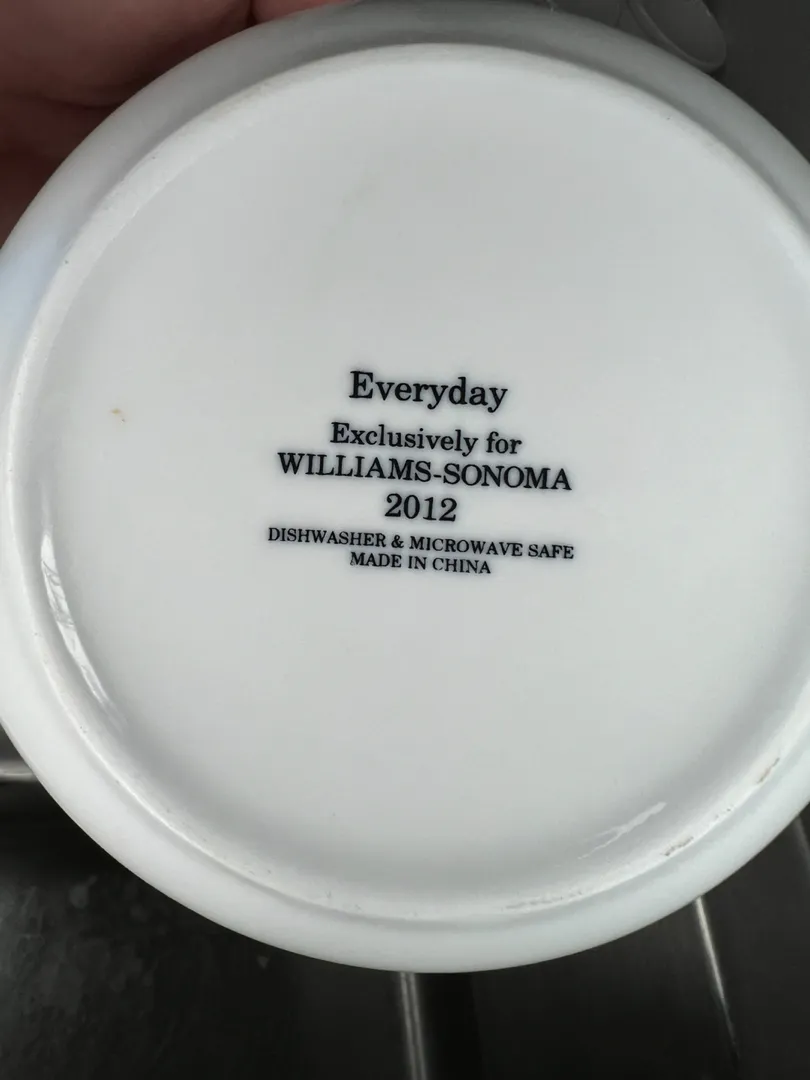 Everyday
Exclusively for
WILLIAMS-SONOMA
2012
DISHWASHER & MICROWAVE SAFE
MADE IN CHINA